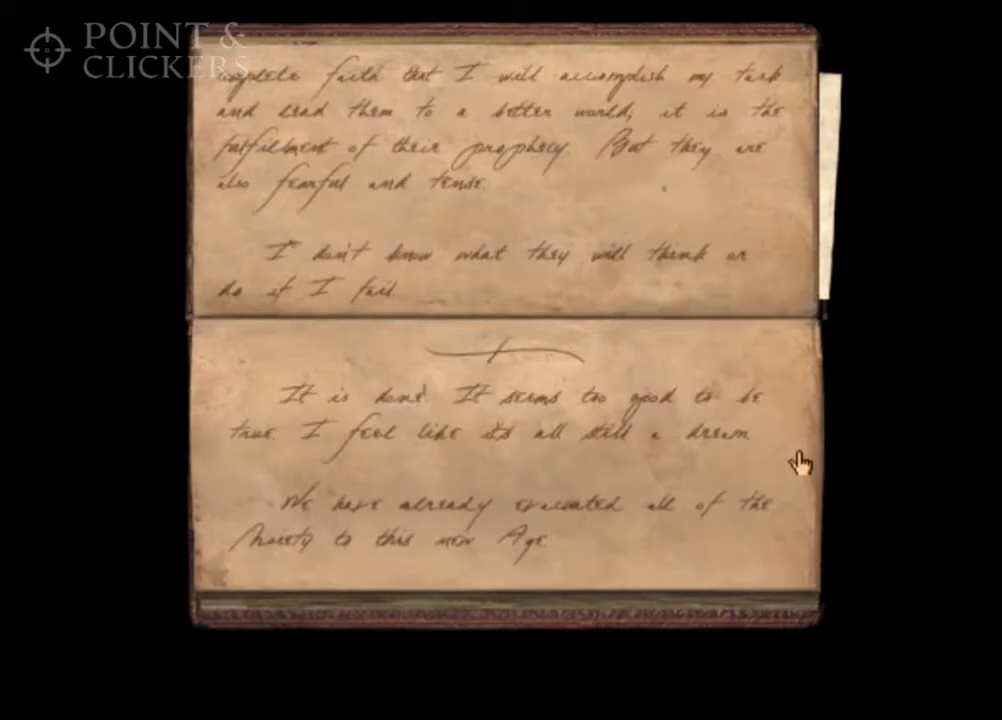 POINT &
CLICKERS
complete faith that I will accomplish my task
and lead them to a better world; it is the
fulfillment of their prophecy. But they are
also fearful and tense.
I don't know what they will think or
do if I fail.
It is done. It seems too good to be
true. I feel like it's all still a dream
We have already evacuated all of the
Moiety to this new Age